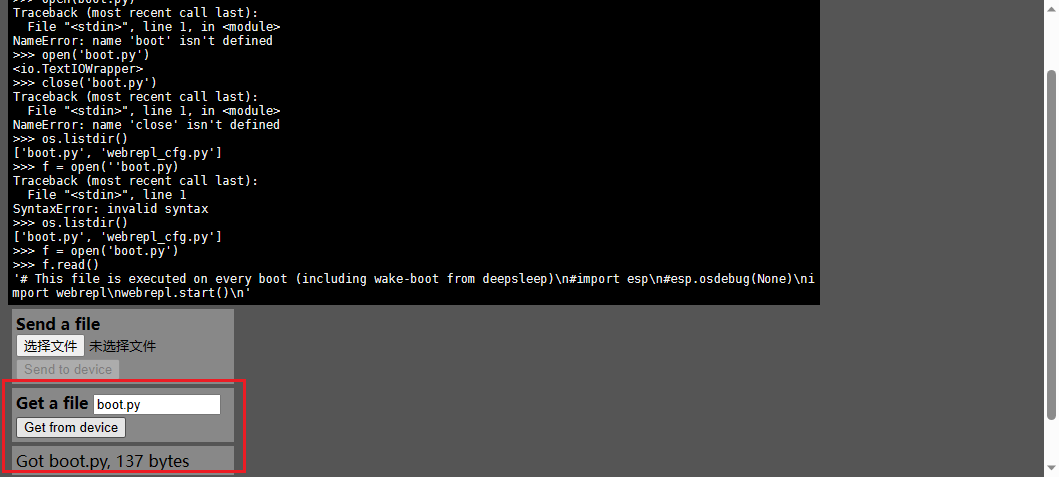 >>> open(boot.py)
Traceback (most recent call last):
  File "<stdin>", line 1, in <module>
NameError: name 'boot' isn't defined
>>> open('boot.py')
<io.TextIOWrapper>
>>> close('boot.py')
Traceback (most recent call last):
  File "<stdin>", line 1, in <module>
NameError: name 'close' isn't defined
>>> os.listdir()
['boot.py', 'webrepl_cfg.py']
>>> f = open(''boot.py)
Traceback (most recent call last):
  File "<stdin>", line 1
SyntaxError: invalid syntax
>>> os.listdir()
['boot.py', 'webrepl_cfg.py']
>>> f = open('boot.py')
>>> f.read()
'# This file is executed on every boot (including wake-boot from deepsleep)\n#import esp\n#esp.osdebug(None)\ni
mport webrepl\nwebrepl.start()\n'
Send a file
选择文件 未选择文件
Send to device
Get a file boot.py
Get from device
Got boot.py, 137 bytes